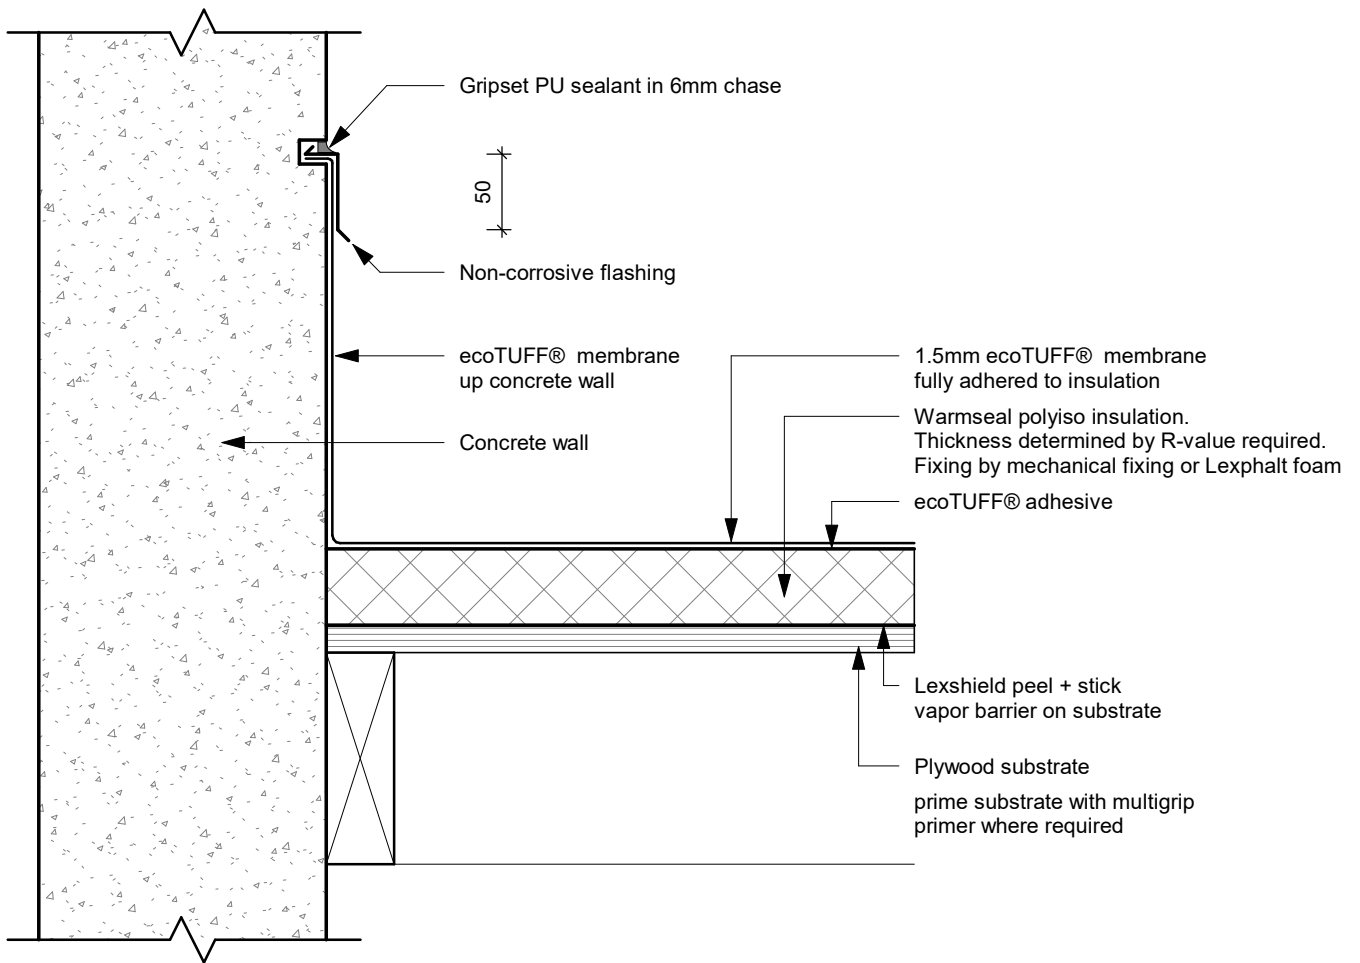 Gripset PU sealant in 6mm chase
50
Non-corrosive flashing
ecoTUFF® membrane
up concrete wall
Concrete wall
1.5mm ecoTUFF® membrane
fully adhered to insulation
Warmseal polyiso insulation.
Thickness determined by R-value required.
Fixing by mechanical fixing or Lexphalt foam
ecoTUFF® adhesive
Lexshield peel + stick
vapor barrier on substrate
Plywood substrate
prime substrate with multigrip
primer where required